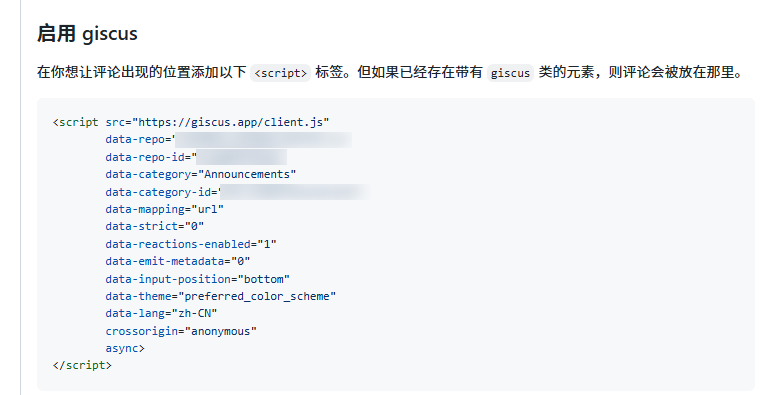 启用 giscus
在你想让评论出现的位置添加以下 <script> 标签。但如果已经存在带有 giscus 类的元素，则评论会被放在那里。
<script src="https://giscus.app/client.js"
data-repo="
data-repo-id="
data-category="Announcements"
data-category-id="
data-mapping="url"
data-strict="0"
data-reactions-enabled="1"
data-emit-metadata="0"
data-input-position="bottom"
data-theme="preferred_color_scheme"
data-lang="zh-CN"
crossorigin="anonymous"
async>
</script>